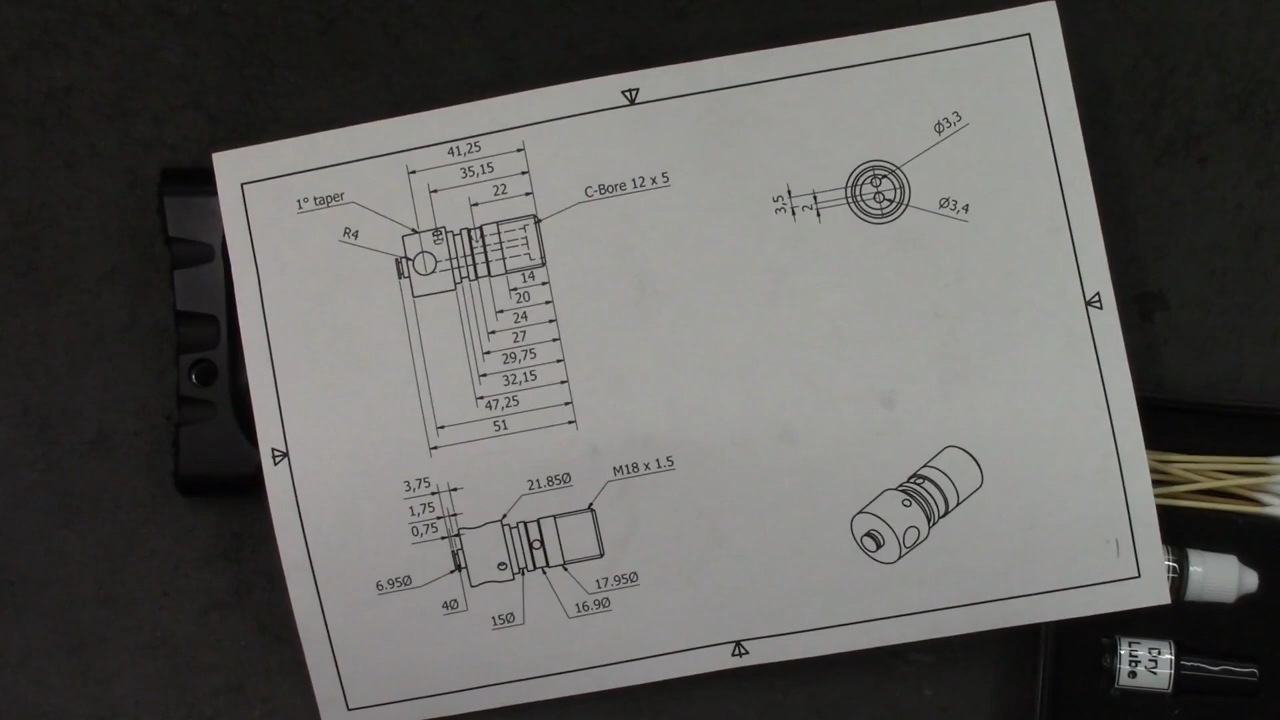 41,25
35,15
22
C-Bore 12 x 5
1° taper
R4
14
20
24
27
29,75
32,15
47,25
51
Ø3,3
3,5
2
Ø3,4
3,75
1,75
0,75
21.85Ø
M18 x 1.5
6.95Ø
4Ø
15Ø
16.9Ø
17.95Ø
Dry
Lube